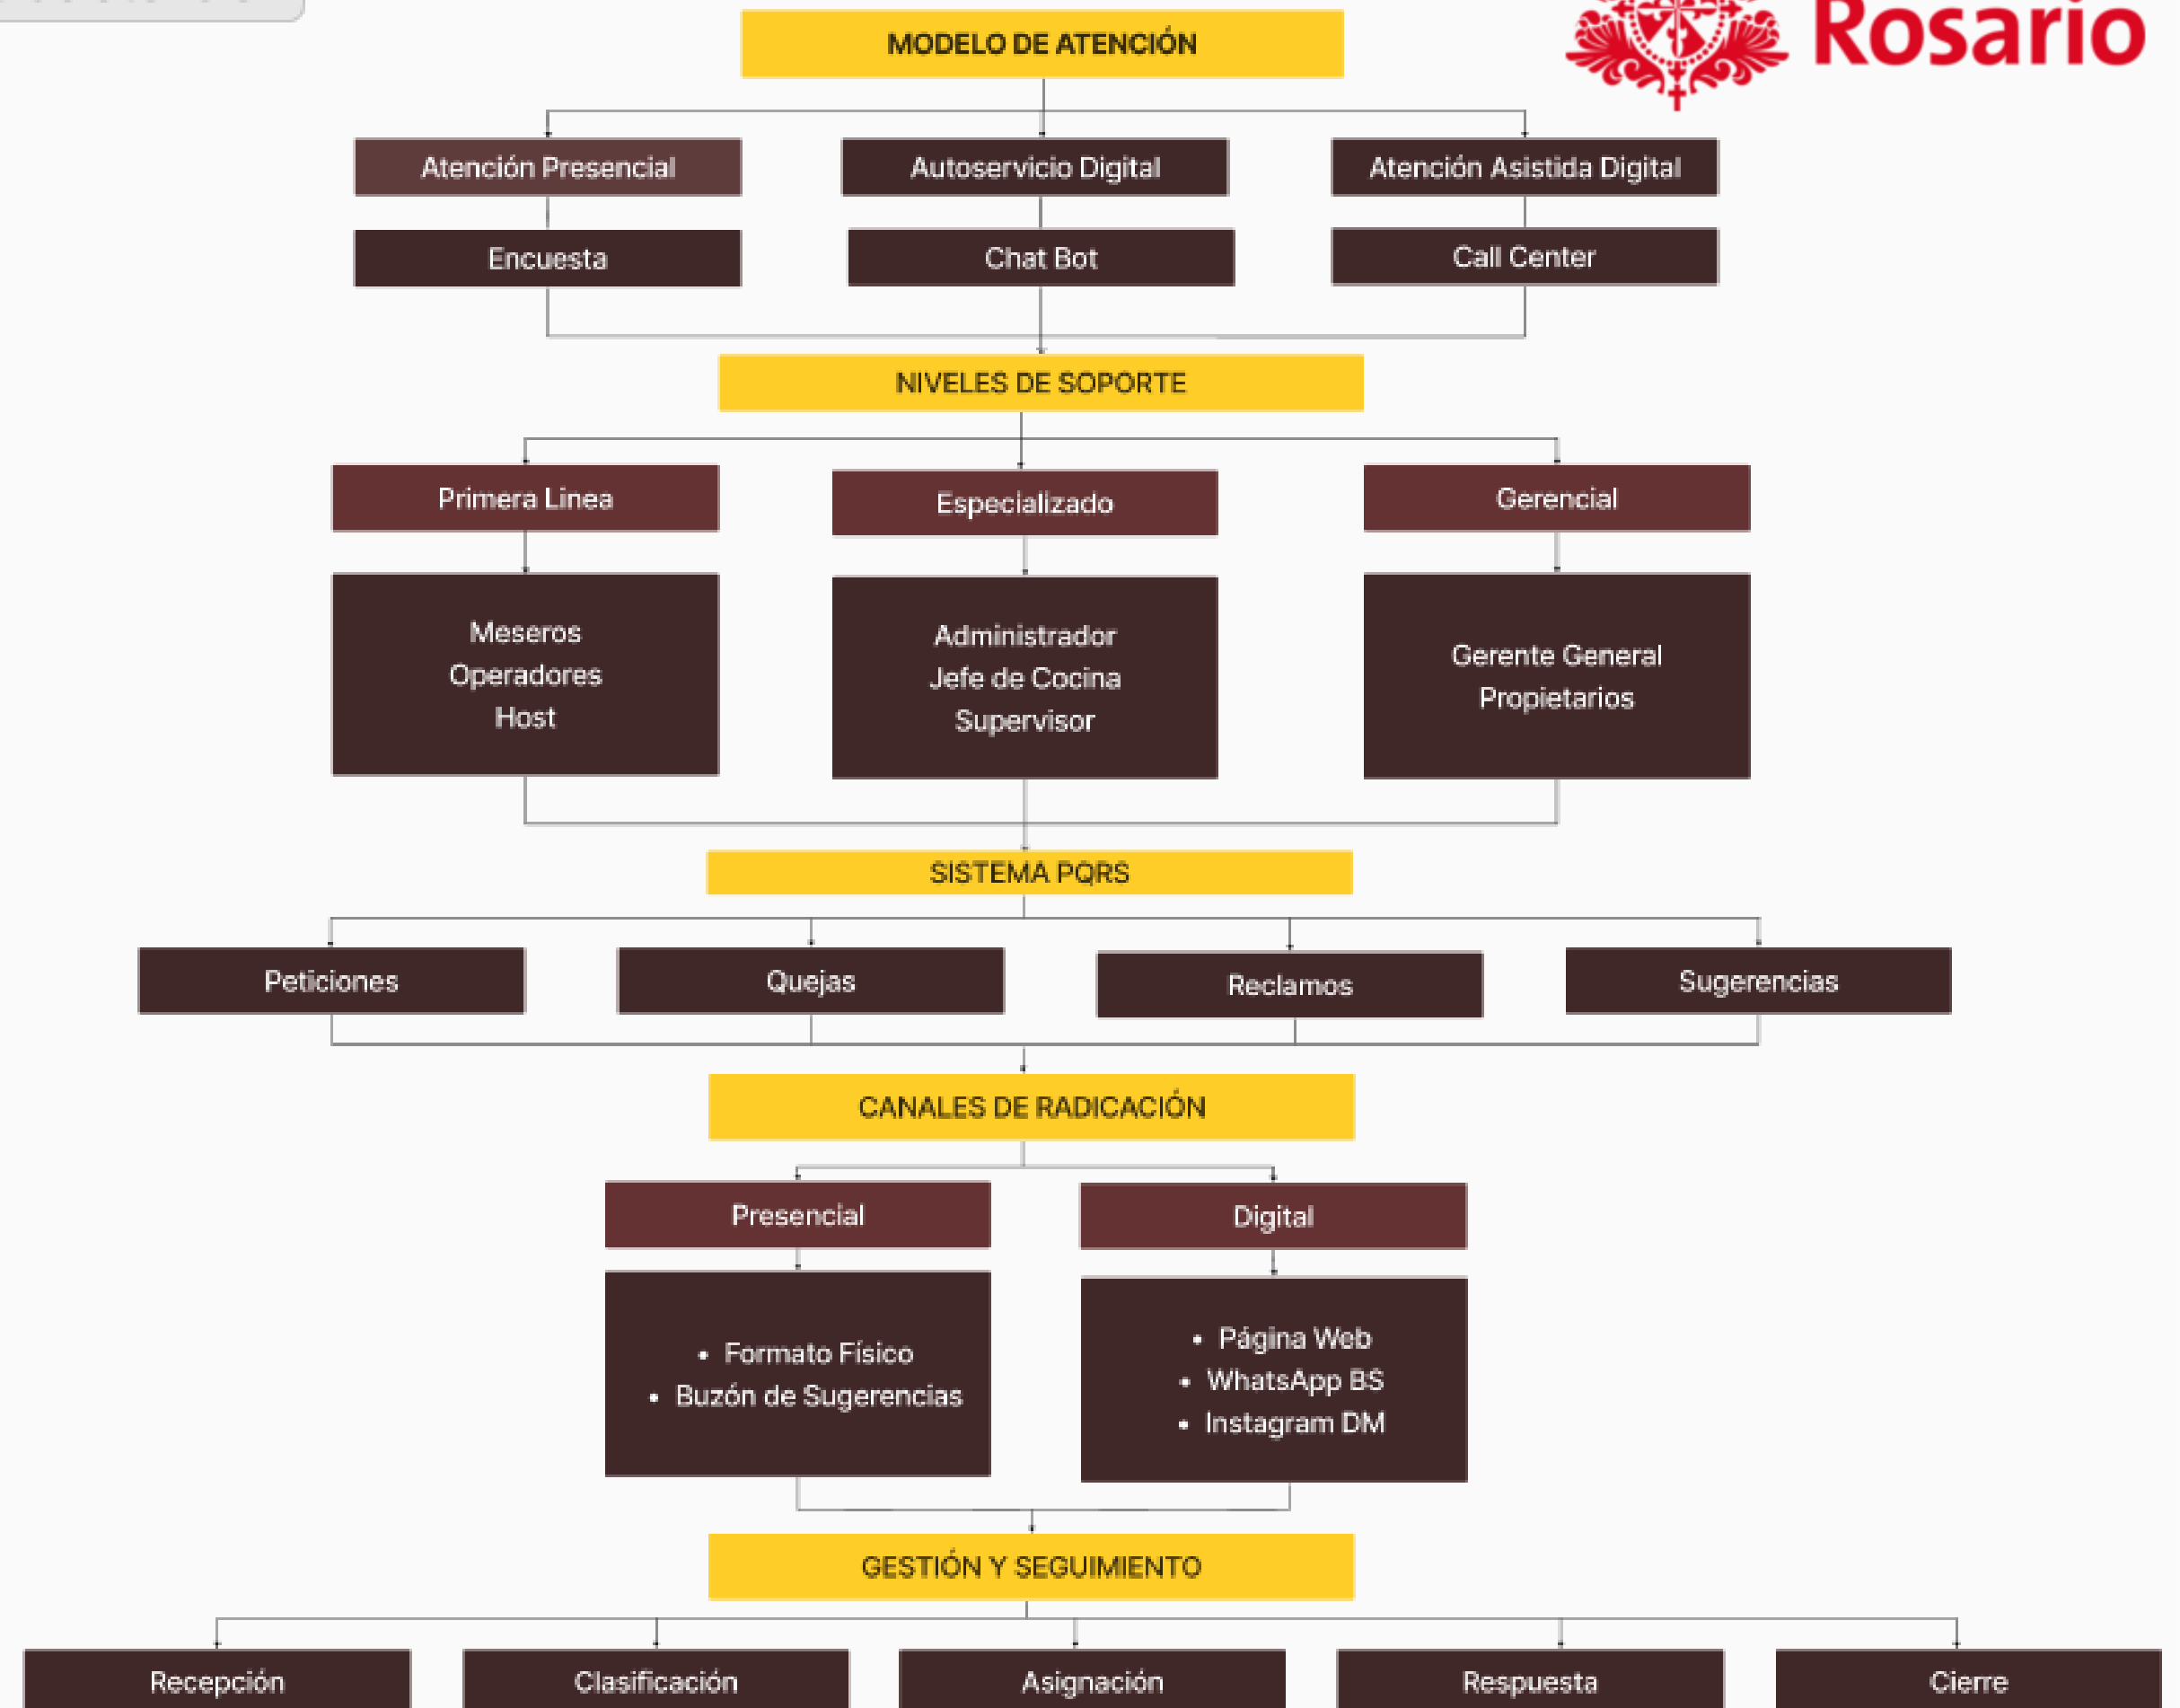 Rosario
MODELO DE ATENCIÓN
Atención Presencial
Autoservicio Digital
Atención Asistida Digital
Encuesta
Chat Bot
Call Center
NIVELES DE SOPORTE
Primera Linea
Especializado
Gerencial
Meseros
Operadores
Host
Administrador
Jefe de Cocina
Supervisor
Gerente General
Propietarios
SISTEMA PQRS
Peticiones
Quejas
Reclamos
Sugerencias
CANALES DE RADICACIÓN
Presencial
Digital
• Formato Físico
• Buzón de Sugerencias
• Página Web
• WhatsApp BS
• Instagram DM
GESTIÓN Y SEGUIMIENTO
Recepción
Clasificación
Asignación
Respuesta
Cierre